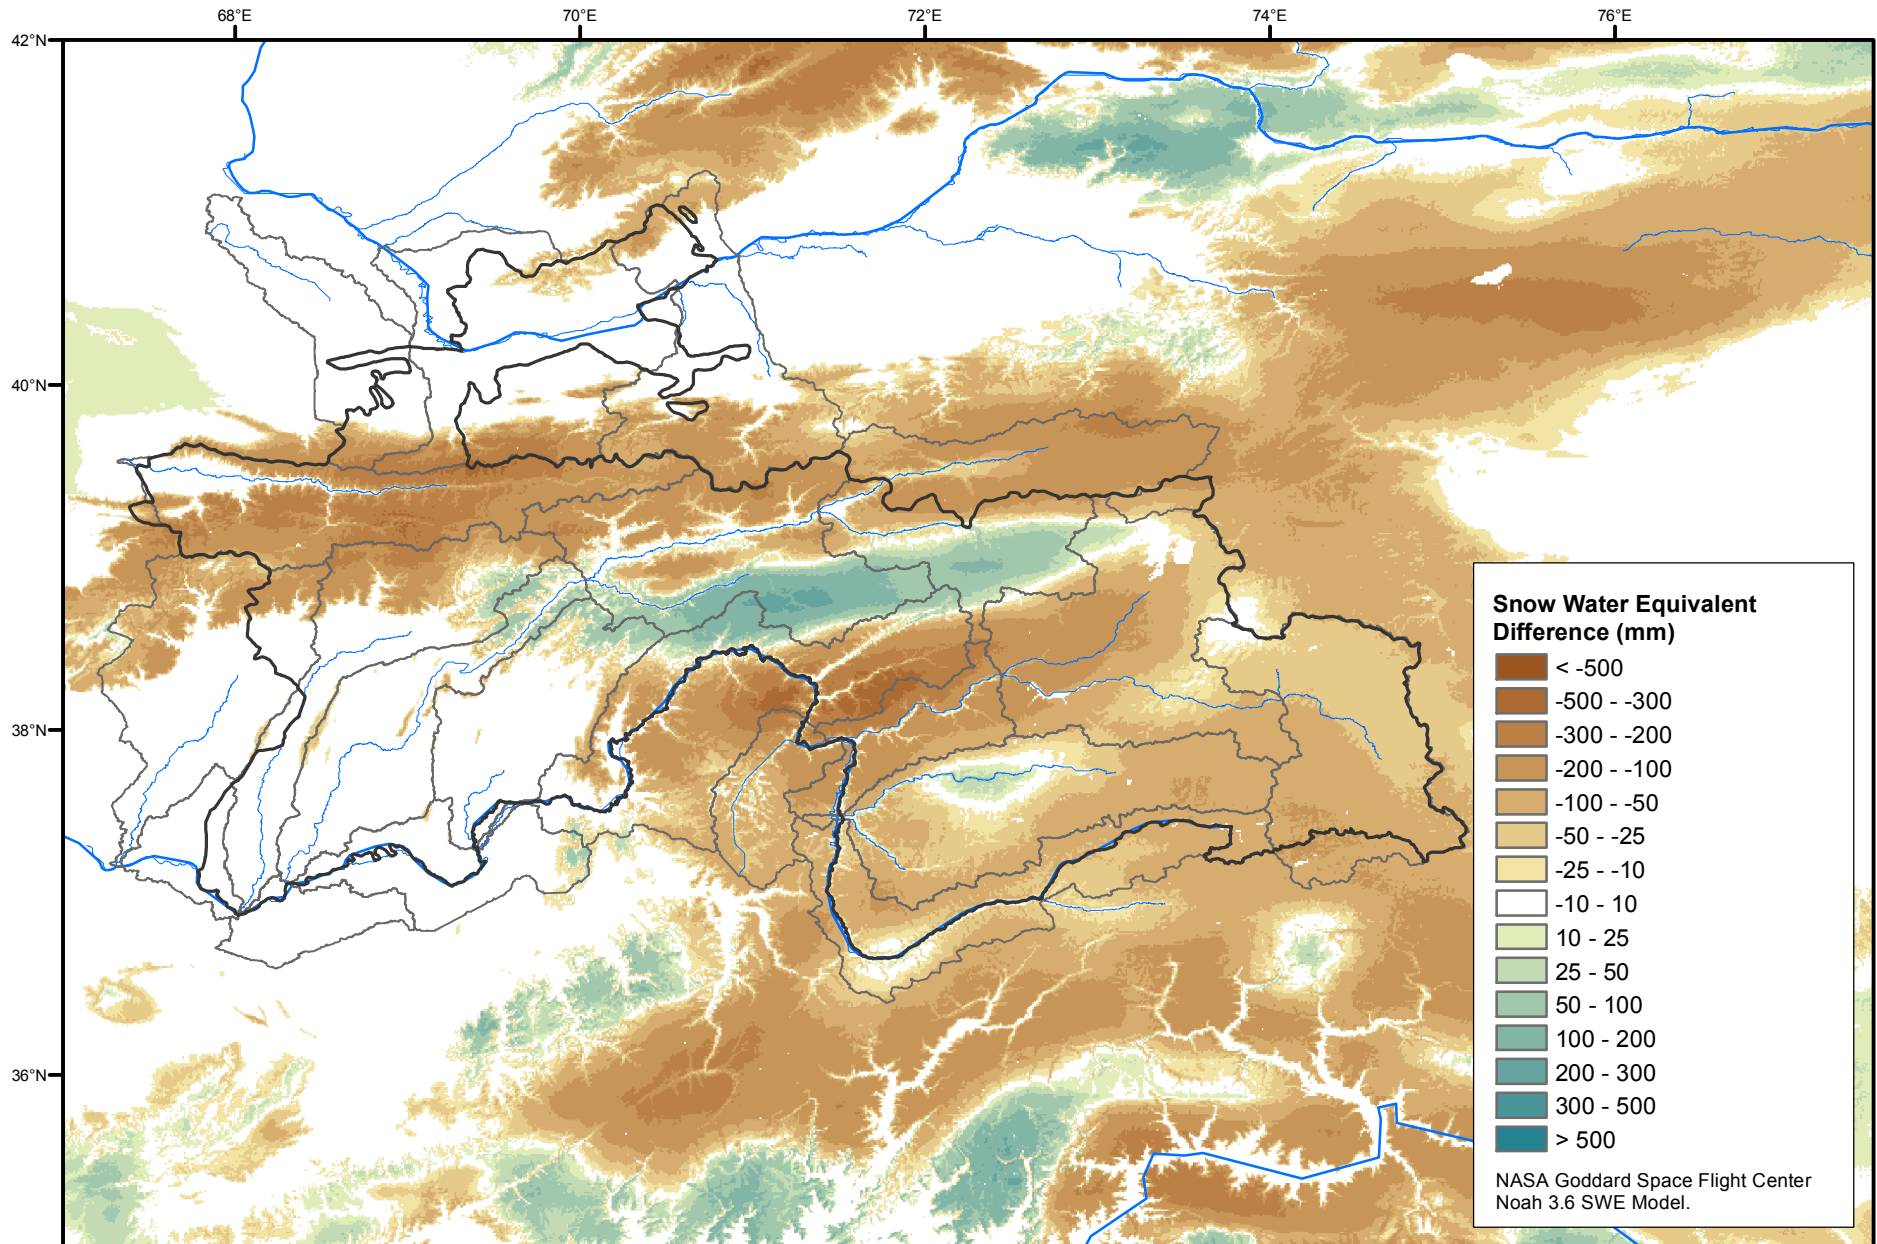 68°E 70°E 72°E 74°E 76°E
42°N
40°N
38°N
36°N
Snow Water Equivalent
Difference (mm)
< -500
-500 - -300
-300 - -200
-200 - -100
-100 - -50
-50 - -25
-25 - -10
-10 - 10
10 - 25
25 - 50
50 - 100
100 - 200
200 - 300
300 - 500
> 500
NASA Goddard Space Flight Center
Noah 3.6 SWE Model.